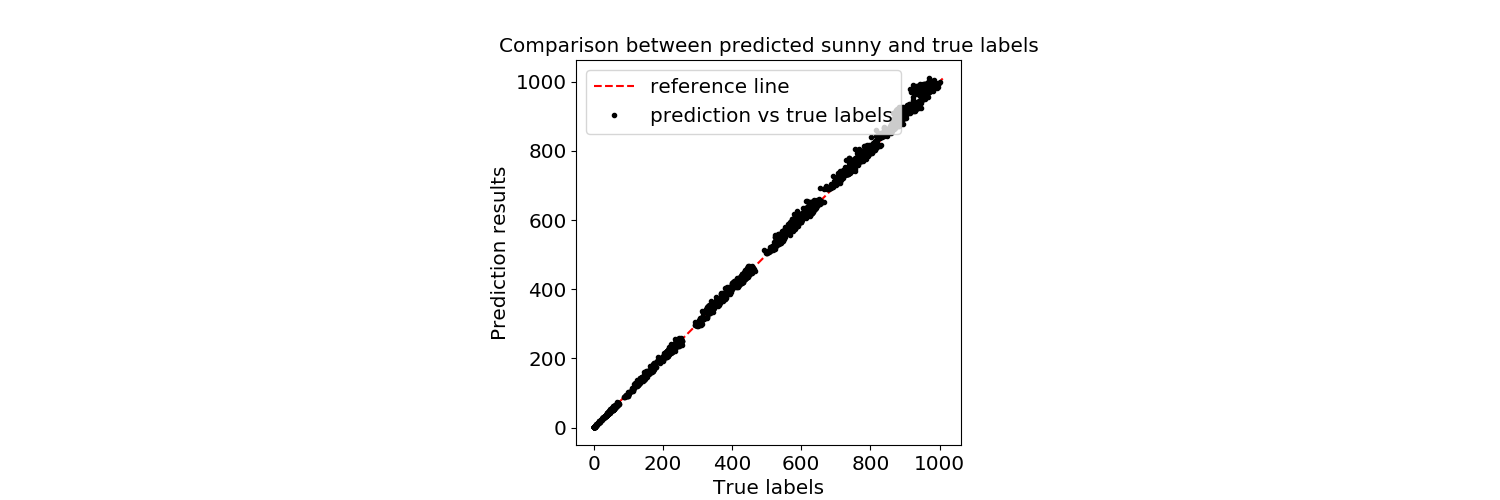 Comparison between predicted sunny and true labels
reference line
prediction vs true labels
1000
800
600
400
200
0
Prediction results
0 200 400 600 800 1000
True labels